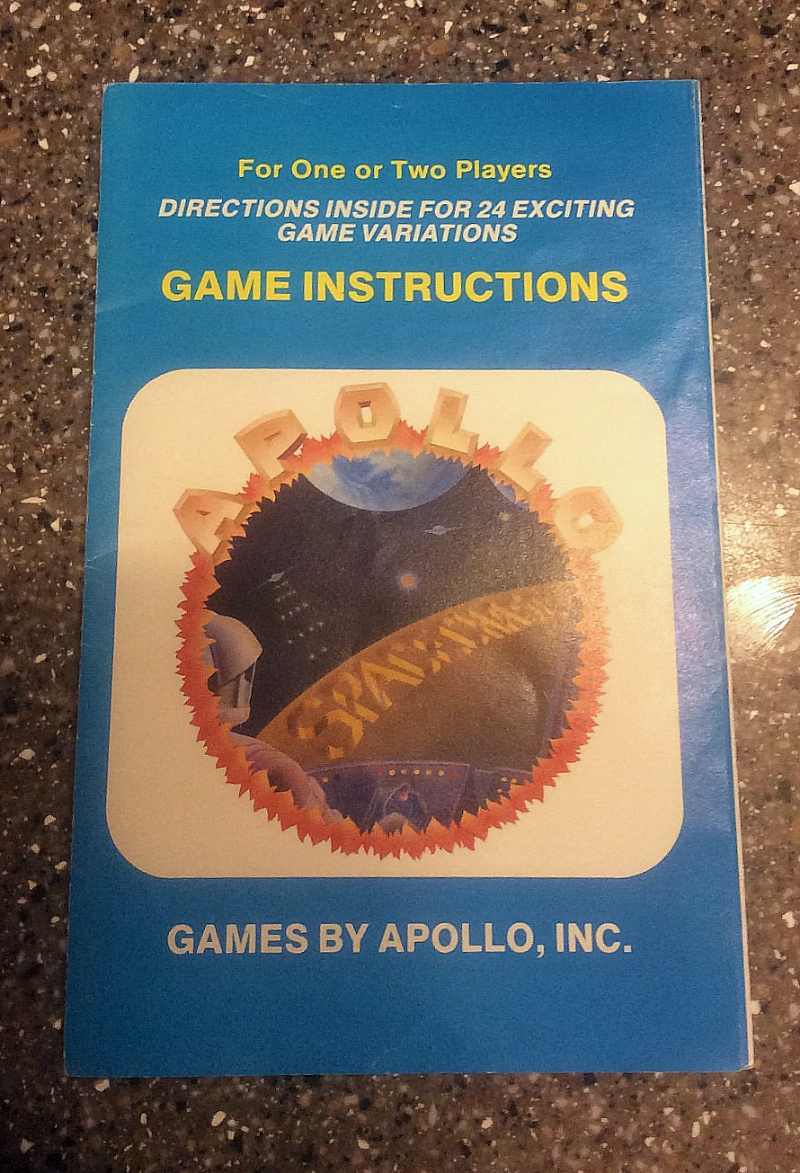 For One or Two Players
DIRECTIONS INSIDE FOR 24 EXCITING
GAME VARIATIONS
GAME INSTRUCTIONS
APOLLO
GAMES BY APOLLO, INC.